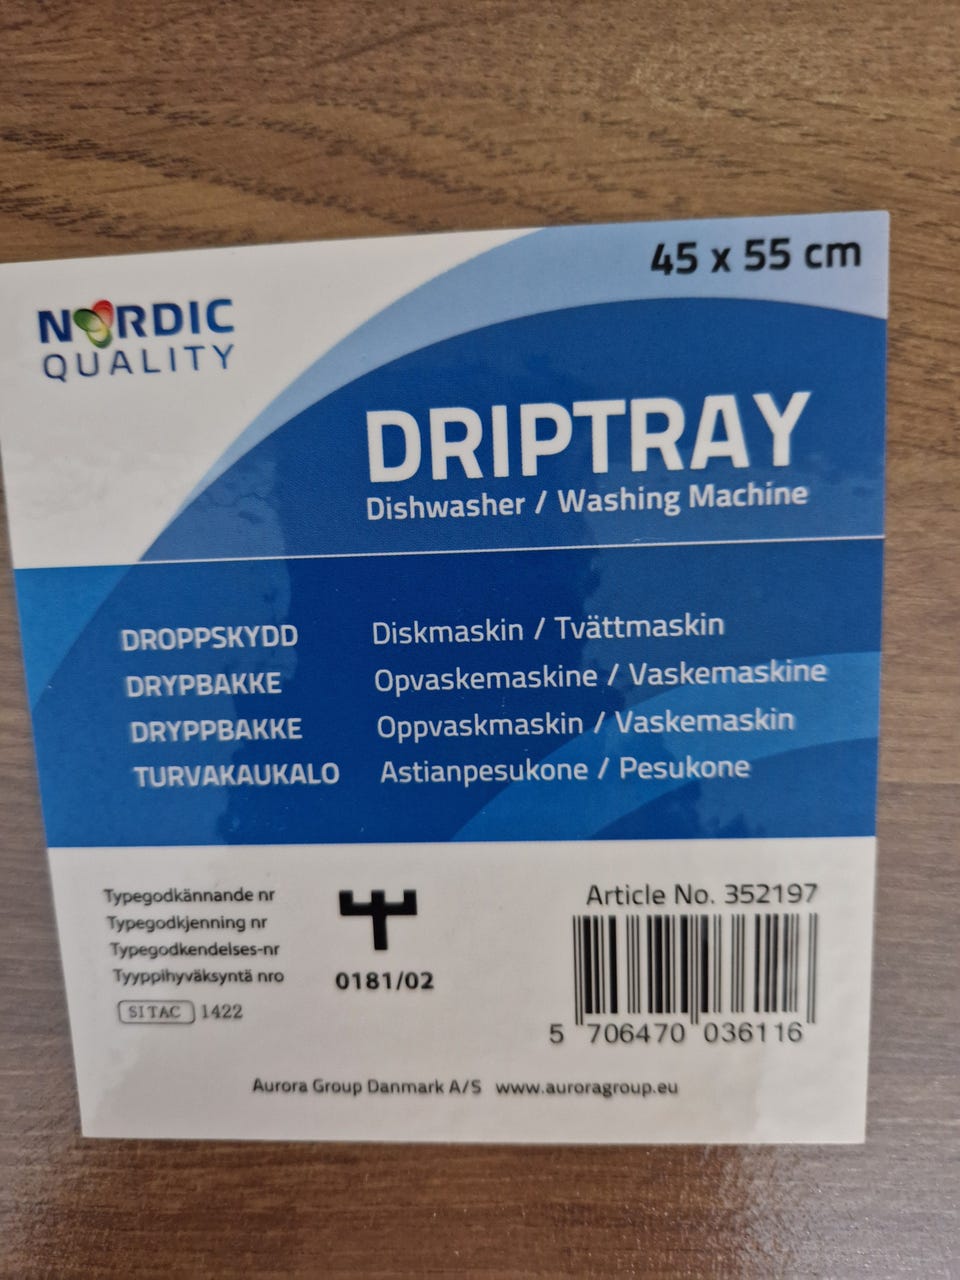 45 x 55 cm
NORDIC
QUALITY
DRIPTRAY
Dishwasher / Washing Machine
DROPPSKYDD Diskmaskin / Tvättmaskin
DRYPBAKKE Opvaskemaskine / Vaskemaskine
DRYPPBAKKE Oppvaskmaskin / Vaskemaskin
TURVAKAUKALO Astianpesukone / Pesukone
Typegodkännande nr
Typegodkjenning nr
Typegodkendelses-nr
Tyyppihyväksyntä nro
SITAC 1422
0181/02
Article No. 352197
5 706470 036116
Aurora Group Danmark A/S www.auroragroup.eu